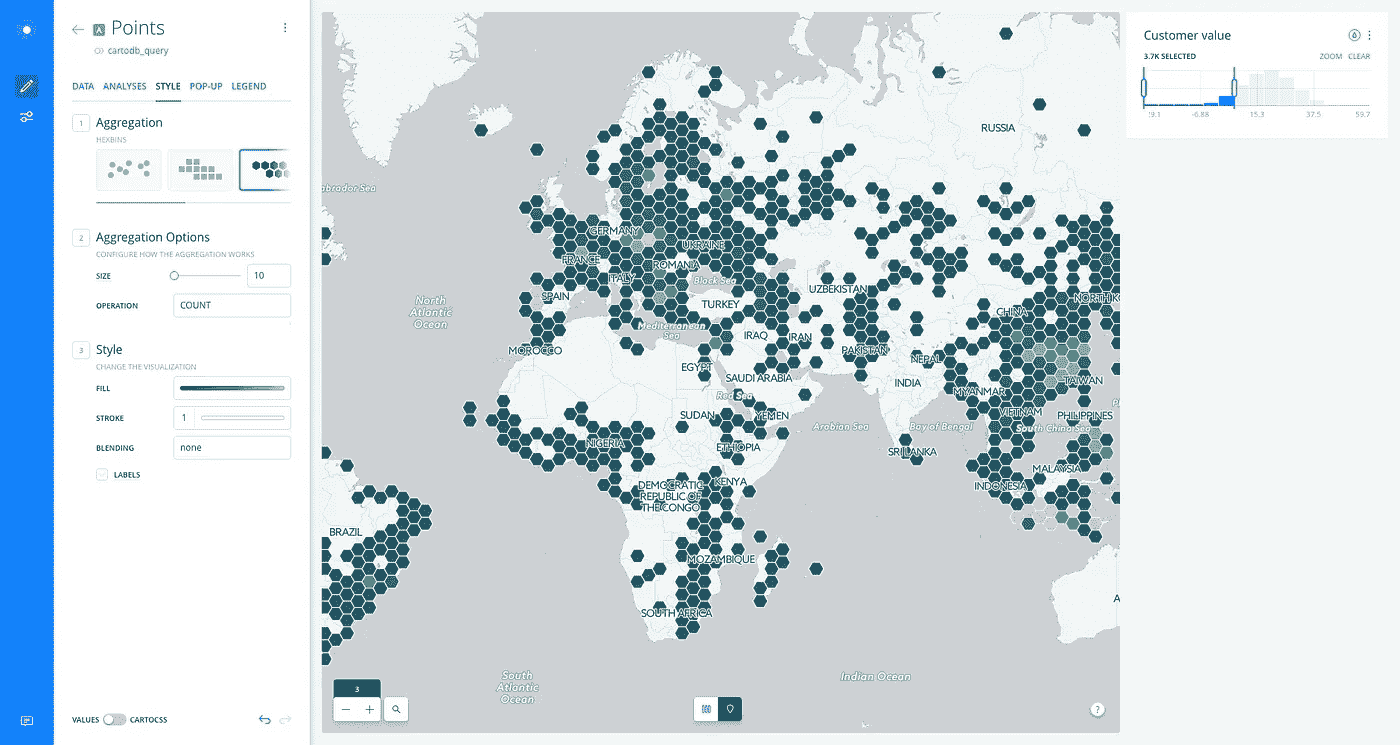 A Points
cartodb_query
DATA ANALYSES STYLE POP-UP LEGEND
1 Aggregation
HEXBINS
2 Aggregation Options
CONFIGURE HOW THE AGGREGATION WORKS
SIZE 10
OPERATION COUNT
3 Style
CHANGE THE VISUALIZATION
FILL
STROKE 1
BLENDING none
LABELS
VALUES CARTOCSS
RUSSIA
brador Sea
GERMANY
UKRAINE
FRANCE
ROMANIA
ITALY
Black Sea
UZBEKISTAN
SPAIN
North
Atlantic
Ocean
TURKEY
NORTH K
CHINA
Mediterranean
Sea
IRAQ
IRAN
MOROCCO
PAKISTAN
NEPAL
EGYPT
SAUDI ARABIA
INDIA
TAIWAN
MYANMAR
Red Sea
SUDAN
YEMEN
VIETNAM
PHILIPPINES
Arabian Sea
Bay of Bengal
South China Sea
NIGERIA
ETHIOPIA
SRI LANKA
MALAYSIA
KENYA
DEMOCRATIC
REPUBLIC OF
THE CONGO
INDONESIA
BRAZIL
MOZAMBIQUE
A
SOUTH AFRICA
South
Atlantic
Ocean
Indian Ocean
3
− +
?
Customer value
3.7K SELECTED ZOOM CLEAR
-6.88 15.3 37.5 59.7